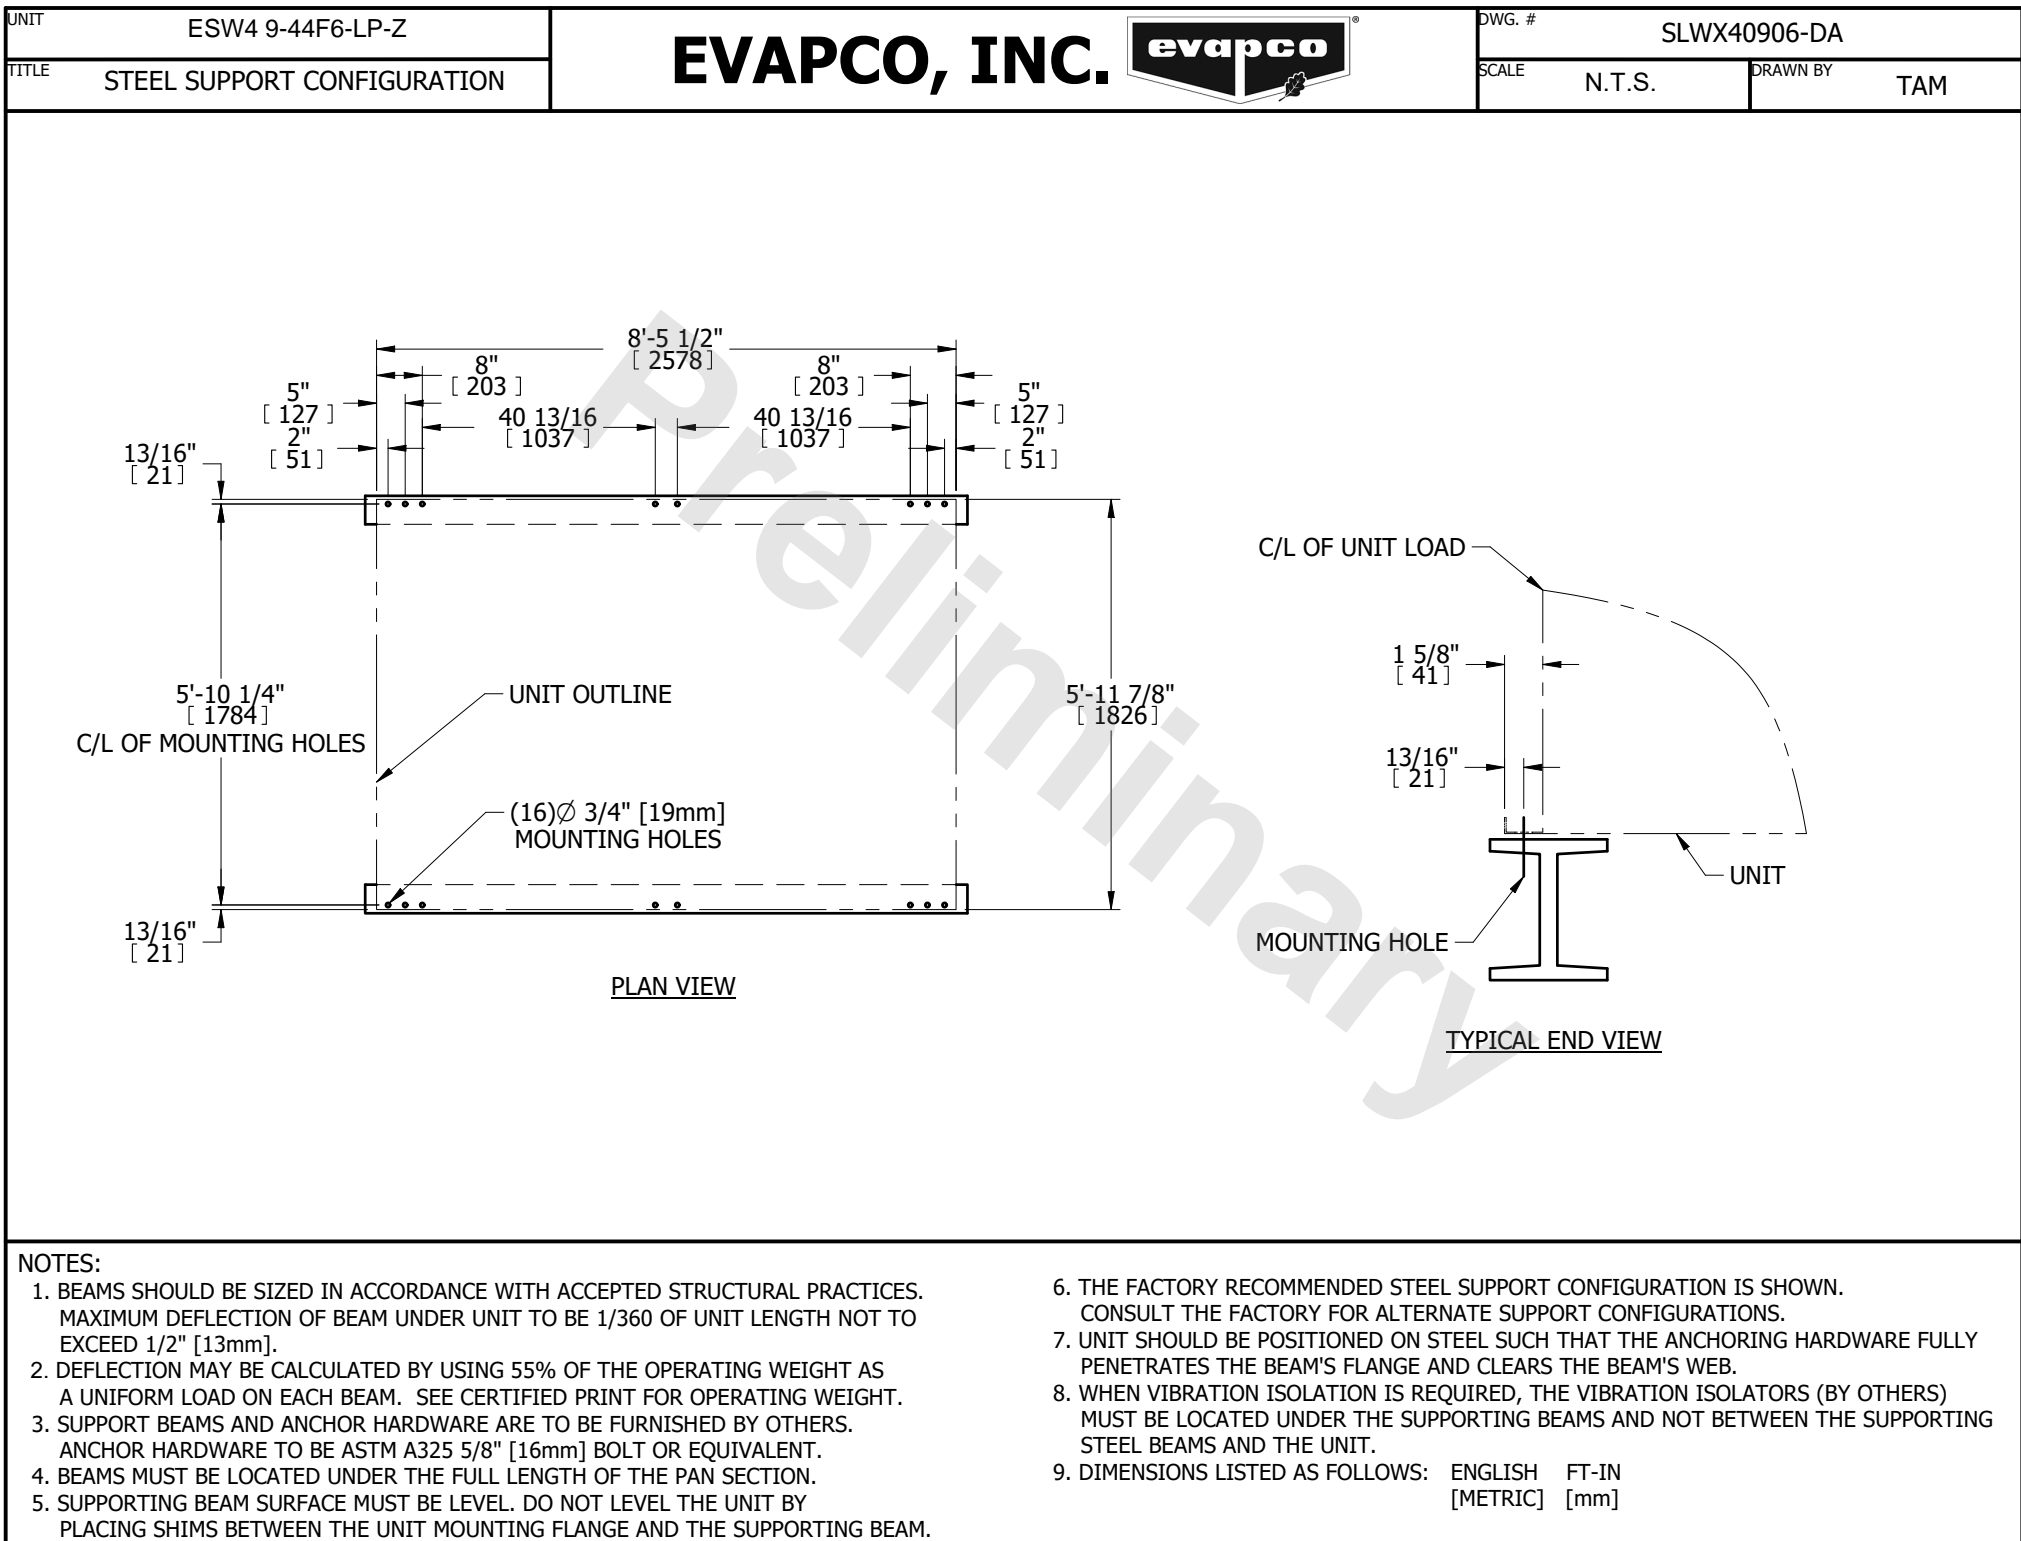 UNIT
ESW4 9-44F6-LP-Z
TITLE
STEEL SUPPORT CONFIGURATION
EVAPCO, INC.
evapco
®
DWG. #
SLWX40906-DA
SCALE
N.T.S.
DRAWN BY
TAM
8'-5 1/2"
[ 2578 ]
8"
[ 203 ]
8"
[ 203 ]
5"
[ 127 ]
5"
[ 127 ]
40 13/16
[ 1037 ]
40 13/16
[ 1037 ]
2"
[ 51 ]
2"
[ 51 ]
13/16"
[ 21 ]
5'-10 1/4"
[ 1784 ]
C/L OF MOUNTING HOLES
UNIT OUTLINE
5'-11 7/8"
[ 1826 ]
(16)∅ 3/4" [19mm]
MOUNTING HOLES
13/16"
[ 21 ]
PLAN VIEW
C/L OF UNIT LOAD
1 5/8"
[ 41 ]
13/16"
[ 21 ]
UNIT
MOUNTING HOLE
TYPICAL END VIEW
Preliminary
NOTES:
1. BEAMS SHOULD BE SIZED IN ACCORDANCE WITH ACCEPTED STRUCTURAL PRACTICES.
MAXIMUM DEFLECTION OF BEAM UNDER UNIT TO BE 1/360 OF UNIT LENGTH NOT TO
EXCEED 1/2" [13mm].
2. DEFLECTION MAY BE CALCULATED BY USING 55% OF THE OPERATING WEIGHT AS
A UNIFORM LOAD ON EACH BEAM. SEE CERTIFIED PRINT FOR OPERATING WEIGHT.
3. SUPPORT BEAMS AND ANCHOR HARDWARE ARE TO BE FURNISHED BY OTHERS.
ANCHOR HARDWARE TO BE ASTM A325 5/8" [16mm] BOLT OR EQUIVALENT.
4. BEAMS MUST BE LOCATED UNDER THE FULL LENGTH OF THE PAN SECTION.
5. SUPPORTING BEAM SURFACE MUST BE LEVEL. DO NOT LEVEL THE UNIT BY
PLACING SHIMS BETWEEN THE UNIT MOUNTING FLANGE AND THE SUPPORTING BEAM.
6. THE FACTORY RECOMMENDED STEEL SUPPORT CONFIGURATION IS SHOWN.
CONSULT THE FACTORY FOR ALTERNATE SUPPORT CONFIGURATIONS.
7. UNIT SHOULD BE POSITIONED ON STEEL SUCH THAT THE ANCHORING HARDWARE FULLY
PENETRATES THE BEAM'S FLANGE AND CLEARS THE BEAM'S WEB.
8. WHEN VIBRATION ISOLATION IS REQUIRED, THE VIBRATION ISOLATORS (BY OTHERS)
MUST BE LOCATED UNDER THE SUPPORTING BEAMS AND NOT BETWEEN THE SUPPORTING
STEEL BEAMS AND THE UNIT.
9. DIMENSIONS LISTED AS FOLLOWS: ENGLISH FT-IN
[METRIC] [mm]